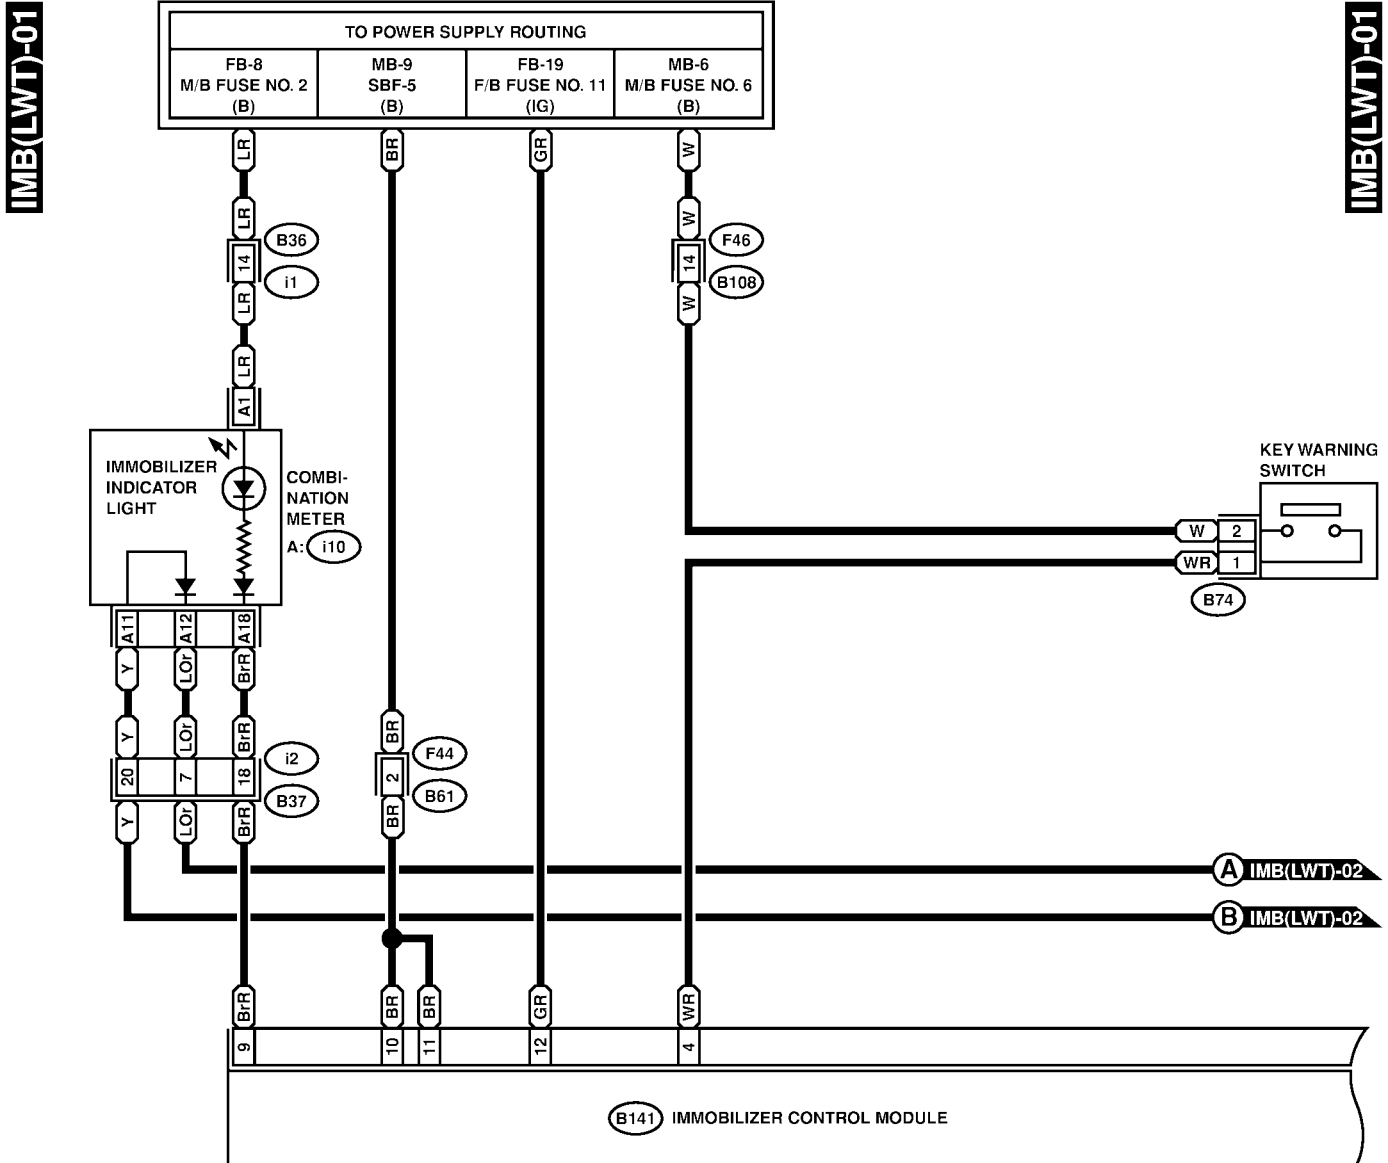 IMB(LWT)-01
IMB(LWT)-01
TO POWER SUPPLY ROUTING
FB-8
M/B FUSE NO. 2
(B)
MB-9
SBF-5
(B)
FB-19
F/B FUSE NO. 11
(IG)
MB-6
M/B FUSE NO. 6
(B)
LR
BR
GR
W
LR
W
B36
F46
14
14
i1
B108
LR
W
LR
A1
IMMOBILIZER
INDICATOR
LIGHT
COMBI-
NATION
METER
A: i10
KEY WARNING
SWITCH
W
2
WR
1
B74
A11
A12
A18
Y
LOr
BrR
Y
LOr
BrR
BR
i2
F44
20
7
18
2
B37
B61
Y
LOr
BrR
BR
A
IMB(LWT)-02
B
IMB(LWT)-02
BrR
BR
BR
GR
WR
9
10
11
12
4
B141
IMMOBILIZER CONTROL MODULE